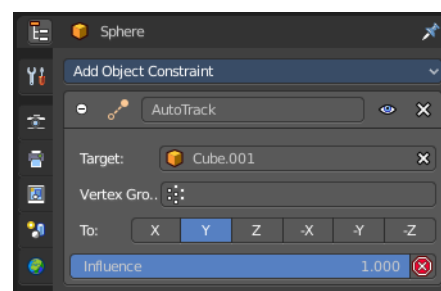 Sphere
Add Object Constraint
AutoTrack
Target: Cube.001
Vertex Gro..
To: X Y Z -X -Y -Z
Influence 1.000